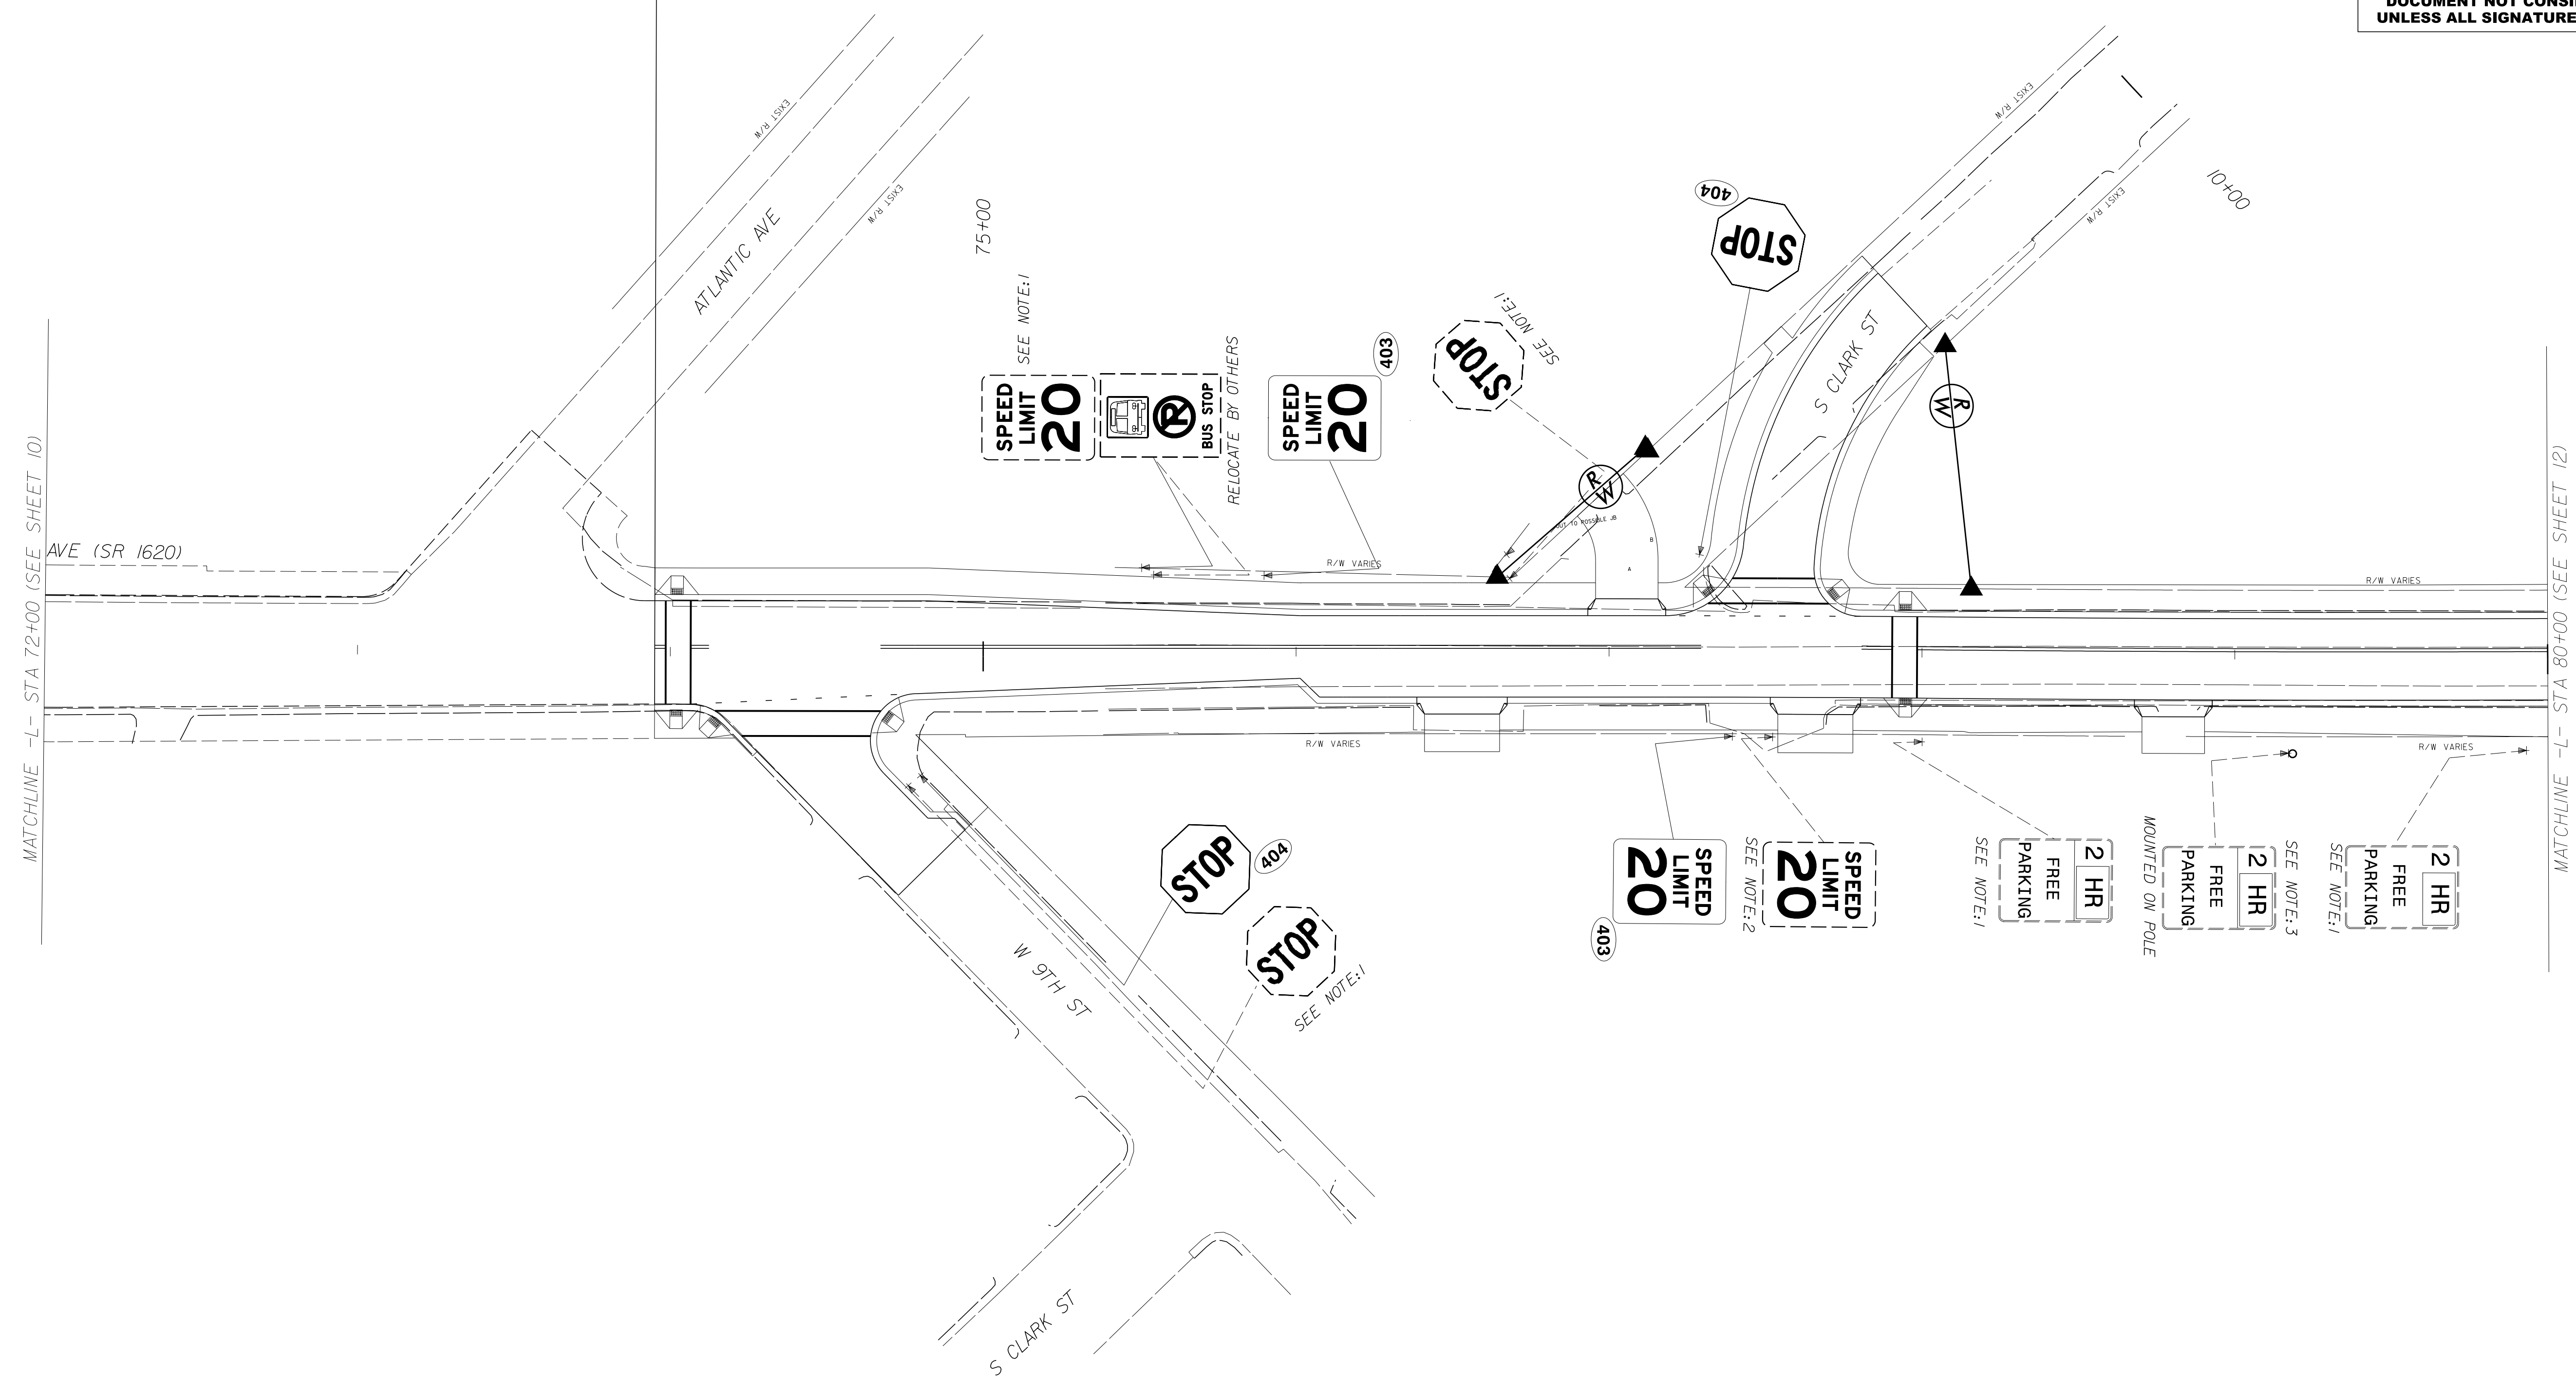 DOCUMENT NOT CONSI
UNLESS ALL SIGNATURE
EXIST R/W
EXIST R/W
ATLANTIC AVE
75+00
SEE NOTE:1
SPEED
LIMIT
20
BUS STOP
RELOCATE BY OTHERS
SPEED
LIMIT
20
403
STOP
SEE NOTE:1
404
STOP
S CLARK ST
EXIST R/W
EXIST R/W
10+00
R
W
R
W
OUT TO POSSIBLE JB
B
A
MATCHLINE -L- STA 72+00 (SEE SHEET 10)
AVE (SR 1620)
R/W VARIES
R/W VARIES
MATCHLINE -L- STA 80+00 (SEE SHEET 12)
R/W VARIES
R/W VARIES
STOP
404
STOP
SEE NOTE:1
W 9TH ST
S CLARK ST
SPEED
LIMIT
20
403
SEE NOTE:2
SPEED
LIMIT
20
SEE NOTE:1
2 HR
FREE
PARKING
MOUNTED ON POLE
2 HR
FREE
PARKING
SEE NOTE:3
SEE NOTE:1
2 HR
FREE
PARKING